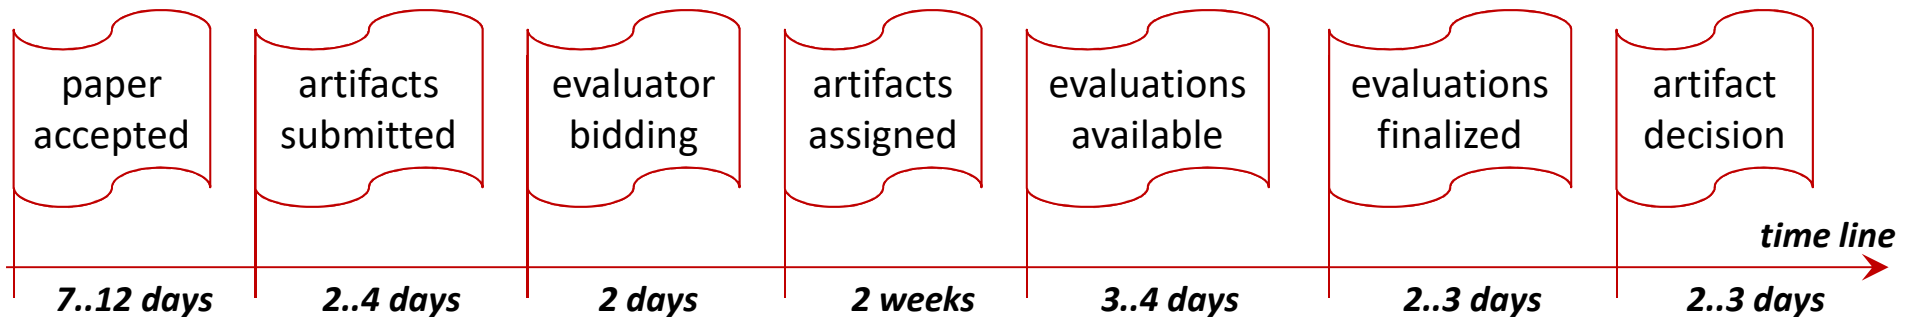 paper
accepted
artifacts
submitted
evaluator
bidding
artifacts
assigned
evaluations
available
evaluations
finalized
artifact
decision
time line
7..12 days
2..4 days
2 days
2 weeks
3..4 days
2..3 days
2..3 days